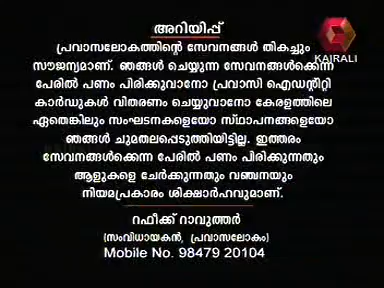 അറിയിപ്പ്
KAIRALI
പ്രവാസലോകത്തിന്റെ സേവനങ്ങൾ തികച്ചും
സൗജന്യമാണ്. ഞങ്ങൾ ചെയ്യുന്ന സേവനങ്ങൾക്കെന്ന
പേരിൽ പണം പിരിക്കുവാനോ പ്രവാസി ഐഡന്റിറ്റി
കാർഡുകൾ വിതരണം ചെയ്യുവാനോ കേരളത്തിലെ
ഏതെങ്കിലും സംഘടനകളെയോ സ്ഥാപനങ്ങളെയോ
ഞങ്ങൾ ചുമതലപ്പെടുത്തിയിട്ടില്ല. ഇത്തരം
സേവനങ്ങൾക്കെന്ന പേരിൽ പണം പിരിക്കുന്നതും
ആളുകളെ ചേർക്കുന്നതും വഞ്ചനയും
നിയമപ്രകാരം ശിക്ഷാർഹവുമാണ്.
റഫീക്ക് റാവുത്തർ
(സംവിധായകൻ, പ്രവാസലോകം)
Mobile No. 98479 20104